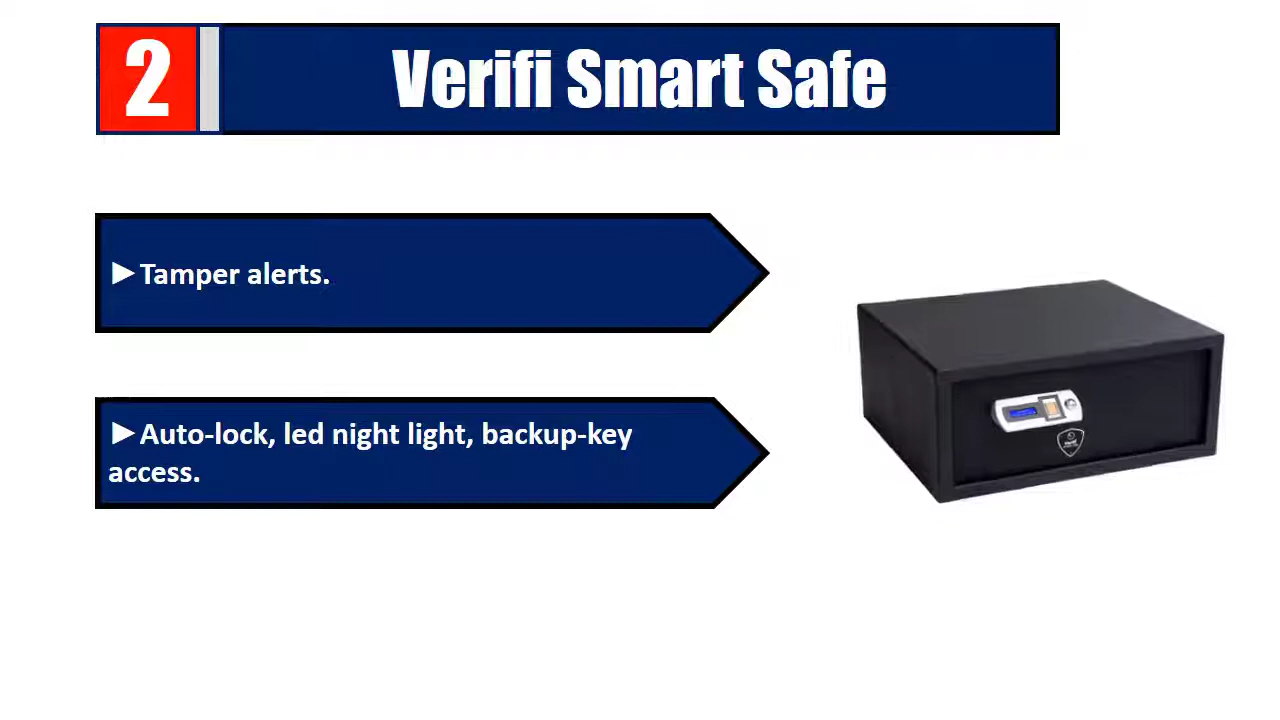 2
Verifi Smart Safe
►Tamper alerts.
►Auto-lock, led night light, backup-key
access.